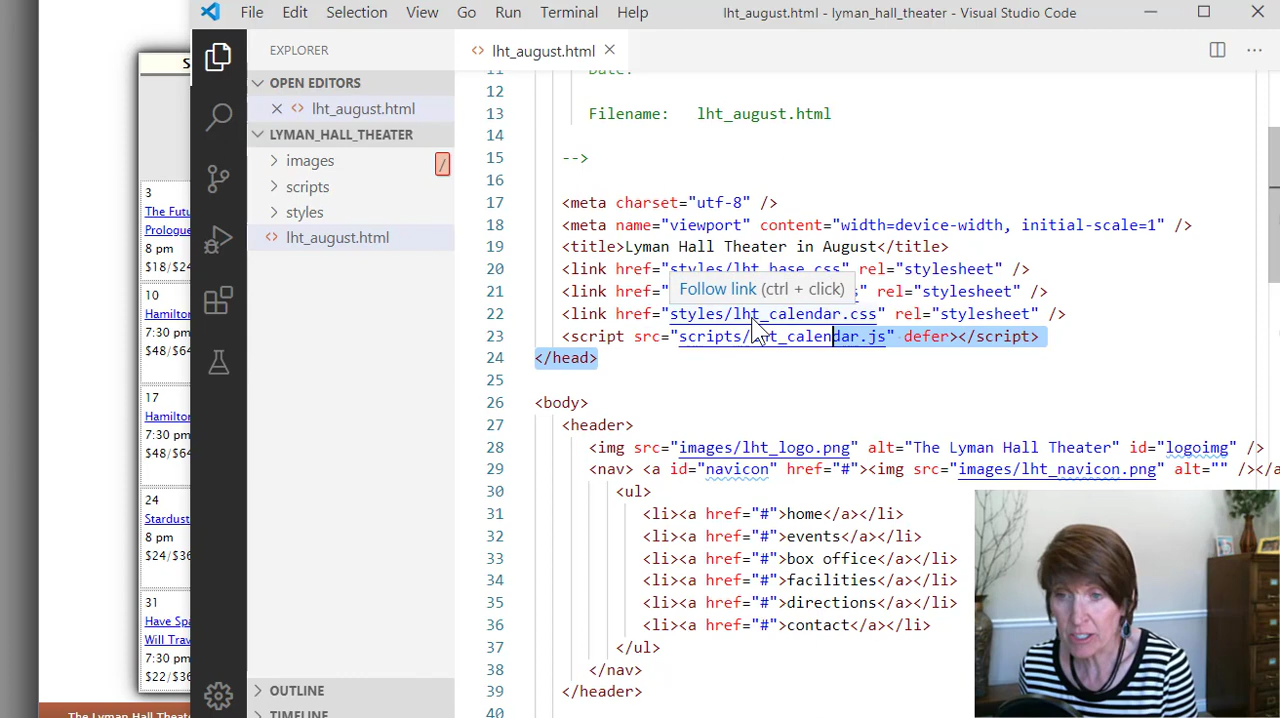 File Edit Selection View Go Run Terminal Help lht_august.html - lyman_hall_theater - Visual Studio Code
EXPLORER
OPEN EDITORS
lht_august.html
LYMAN_HALL_THEATER
images
/
scripts
styles
lht_august.html
OUTLINE
TIMELINE
lht_august.html
Date:
12
13 Filename: lht_august.html
14
15 -->
16
17 <meta charset="utf-8" />
18 <meta name="viewport" content="width=device-width, initial-scale=1" />
19 <title>Lyman Hall Theater in August</title>
20 <link href="styles/lht_base.css" rel="stylesheet" />
21 <link href=" s" rel="stylesheet" />
Follow link (ctrl + click)
22 <link href="styles/lht_calendar.css" rel="stylesheet" />
23 <script src="scripts/lht_calendar.js" defer></script>
24 </head>
25
26 <body>
27 <header>
28 <img src="images/lht_logo.png" alt="The Lyman Hall Theater" id="logoimg" />
29 <nav> <a id="navicon" href="#"><img src="images/lht_navicon.png" alt="" /></a
30 <ul>
31 <li><a href="#">home</a></li>
32 <li><a href="#">events</a></li>
33 <li><a href="#">box office</a></li>
34 <li><a href="#">facilities</a></li>
35 <li><a href="#">directions</a></li>
36 <li><a href="#">contact</a></li>
37 </ul>
38 </nav>
39 </header>
40
S
3
The Futu
Prologue
8 pm
$18/$24
10
Hamilton
7:30 pm
$32/$48
17
Hamilton
7:30 pm
$48/$64
24
Stardust
8 pm
$24/$36
31
Have Spa
Will Trav
7:30 pm
$22/$36
The Lyman Hall Theate